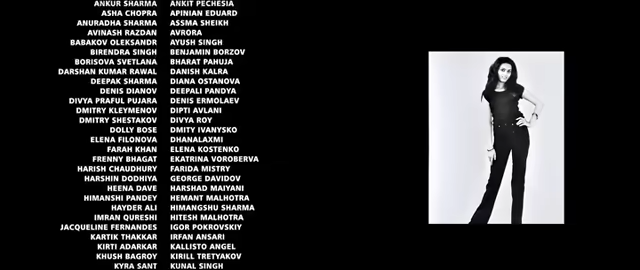 ANKUR SHARMA ANKIT PECHESIA
ASHA CHOPRA APINIAN EDUARD
ANURADHA SHARMA ASSMA SHEIKH
AVINASH RAZDAN AVRORA
BABAKOV OLEKSANDR AYUSH SINGH
BIRENDRA SINGH BENJAMIN BORZOV
BORISOVA SVETLANA BHARAT PAHUJA
DARSHAN KUMAR RAWAL DANISH KALRA
DEEPAK SHARMA DIANA OSTANOVA
DENIS DIANOV DEEPALI PANDYA
DIVYA PRAFUL PUJARA DENIS ERMOLAEV
DMITRY KLEYMENOV DIPTI AVLANI
DMITRY SHESTAKOV DIVYA ROY
DOLLY BOSE DMITY IVANYSKO
ELENA FILONOVA DHANALAXMI
FARAH KHAN ELENA KOSTENKO
FRENNY BHAGAT EKATRINA VOROBERVA
HARISH CHAUDHURY FARIDA MISTRY
HARSHIN DODHIYA GEORGE DAVIDOV
HEENA DAVE HARSHAD MAIYANI
HIMANSHI PANDEY HEMANT MALHOTRA
HAYDER ALI HIMANGSHU SHARMA
IMRAN QURESHI HITESH MALHOTRA
JACQUELINE FERNANDES IGOR POKROVSKIY
KARTIK THAKKAR IRFAN ANSARI
KIRTI ADARKAR KALLISTO ANGEL
KHUSH BAGROY KIRILL TRETYAKOV
KYRA SANT KUNAL SINGH